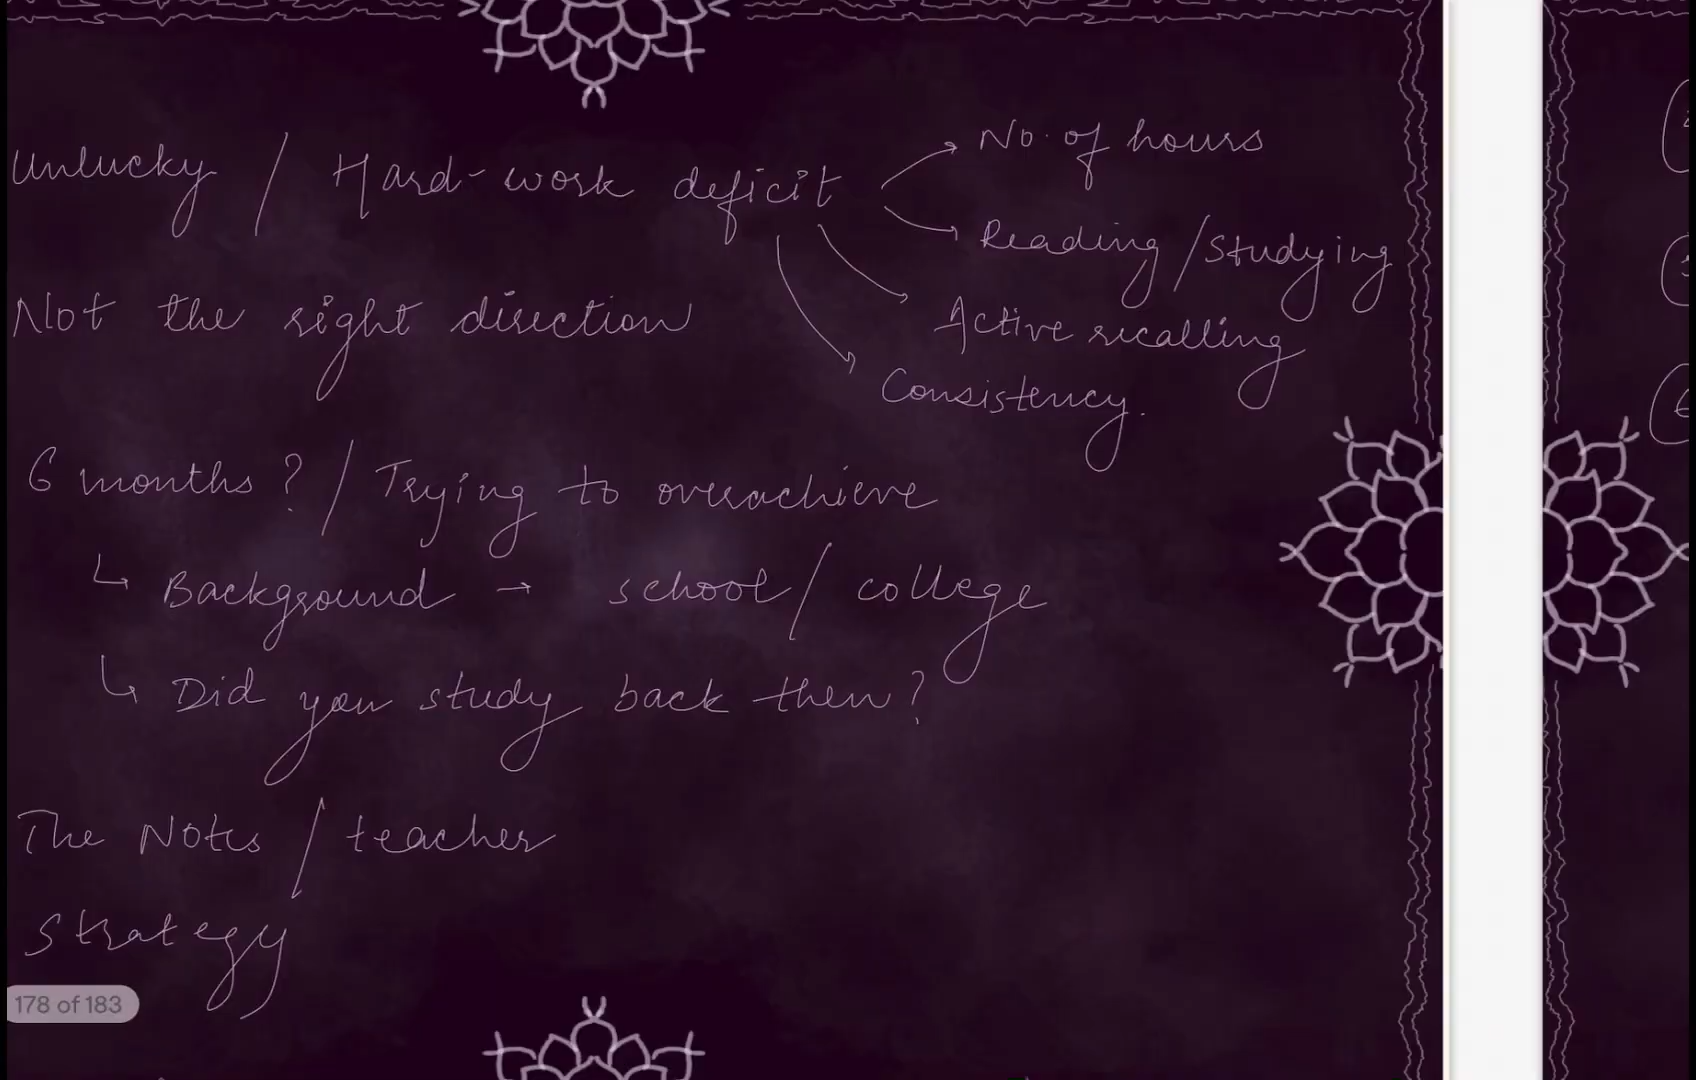 Unlucky / Hard-work deficit
No. of hours
Reading / Studying
Active recalling
Consistency.
Not the right direction
6 months ? / Trying to overachieve
↳ Background → school / college
↳ Did you study back then ?
The Notes / teacher
Strategy
178 of 183